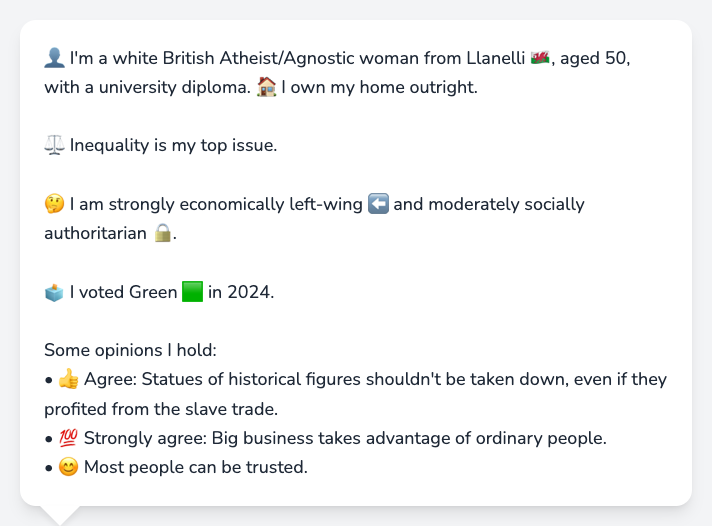 👤 I'm a white British Atheist/Agnostic woman from Llanelli 🏴󠁧󠁢󠁷󠁬󠁳󠁿, aged 50,
with a university diploma. 🏠 I own my home outright.
⚖️ Inequality is my top issue.
🤔 I am strongly economically left-wing ⬅️ and moderately socially
authoritarian 🔒.
🗳️ I voted Green 🟩 in 2024.
Some opinions I hold:
• 👍 Agree: Statues of historical figures shouldn't be taken down, even if they
profited from the slave trade.
• 💯 Strongly agree: Big business takes advantage of ordinary people.
• 😊 Most people can be trusted.